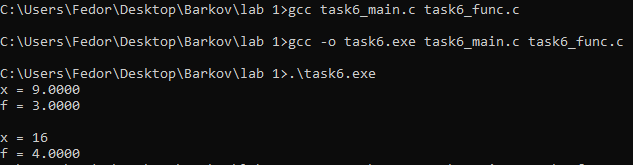 C:\Users\Fedor\Desktop\Barkov\lab 1>gcc task6_main.c task6_func.c
C:\Users\Fedor\Desktop\Barkov\lab 1>gcc -o task6.exe task6_main.c task6_func.c
C:\Users\Fedor\Desktop\Barkov\lab 1>.\task6.exe
x = 9.0000
f = 3.0000
x = 16
f = 4.0000